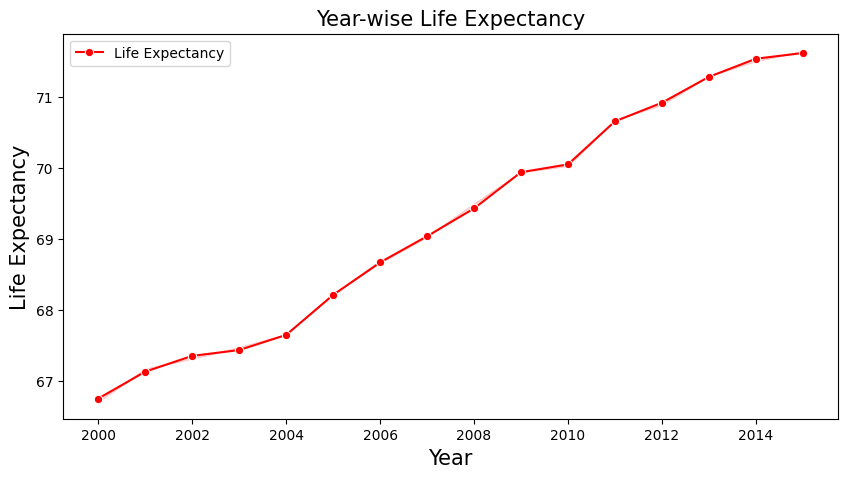 Year-wise Life Expectancy
Life Expectancy
71
70
69
68
67
Life Expectancy
2000 2002 2004 2006 2008 2010 2012 2014
Year